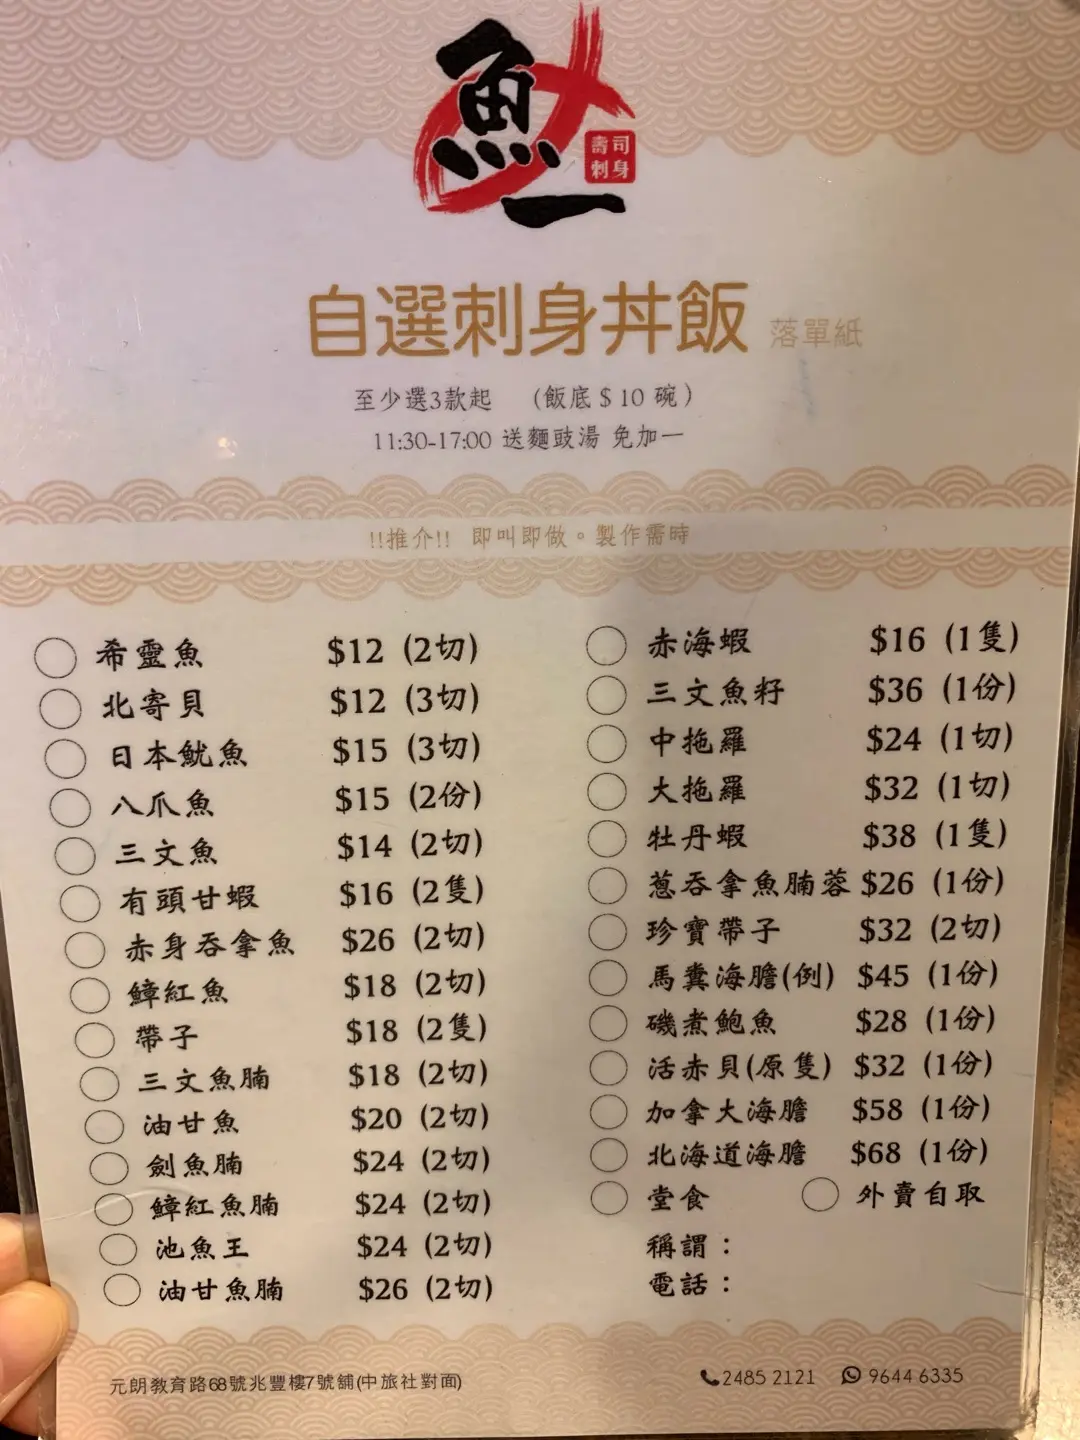 魚一
壽司
刺身
自選刺身丼飯 落單紙
至少選3款起 (飯底 $ 10 碗)
11:30-17:00 送麵豉湯 免加一
!!推介!! 即叫即做。製作需時
希靈魚 $12 (2切)
北寄貝 $12 (3切)
日本魷魚 $15 (3切)
八爪魚 $15 (2份)
三文魚 $14 (2切)
有頭甘蝦 $16 (2隻)
赤身吞拿魚 $26 (2切)
鱆紅魚 $18 (2切)
帶子 $18 (2隻)
三文魚腩 $18 (2切)
油甘魚 $20 (2切)
劍魚腩 $24 (2切)
鱆紅魚腩 $24 (2切)
池魚王 $24 (2切)
油甘魚腩 $26 (2切)
赤海蝦 $16 (1隻)
三文魚籽 $36 (1份)
中拖羅 $24 (1切)
大拖羅 $32 (1切)
牡丹蝦 $38 (1隻)
蔥吞拿魚腩蓉 $26 (1份)
珍寶帶子 $32 (2切)
馬糞海膽(例) $45 (1份)
磯煮鮑魚 $28 (1份)
活赤貝(原隻) $32 (1份)
加拿大海膽 $58 (1份)
北海道海膽 $68 (1份)
堂食 外賣自取
稱謂：
電話：
元朗教育路68號兆豐樓7號舖(中旅社對面) 2485 2121 9644 6335